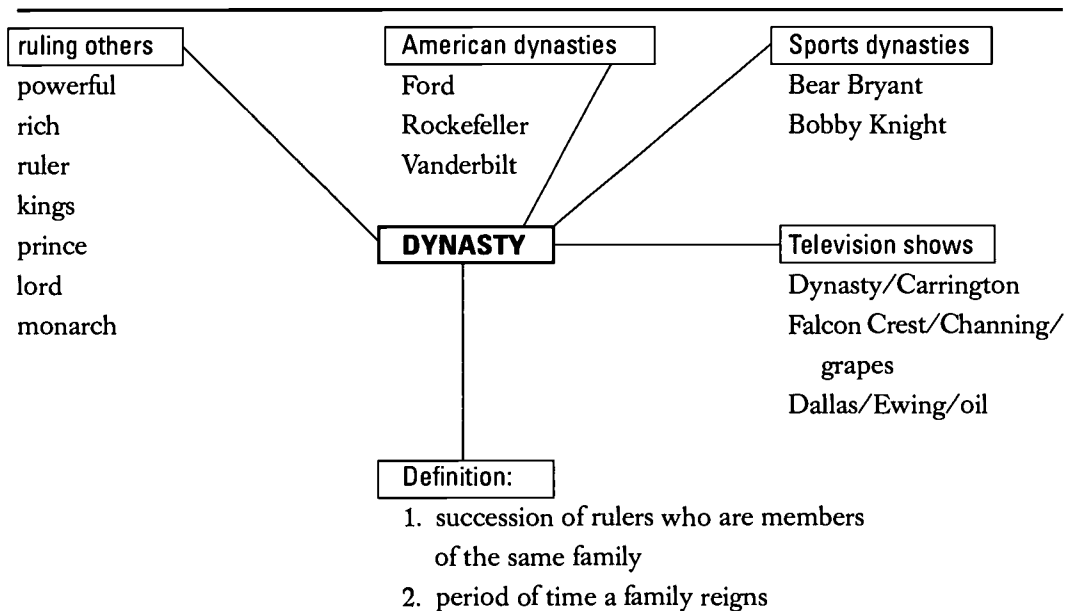 ruling others
powerful
rich
ruler
kings
prince
lord
monarch
American dynasties
Ford
Rockefeller
Vanderbilt
Sports dynasties
Bear Bryant
Bobby Knight
DYNASTY
Television shows
Dynasty/Carrington
Falcon Crest/Channing/
grapes
Dallas/Ewing/oil
Definition:
1. succession of rulers who are members
of the same family
2. period of time a family reigns